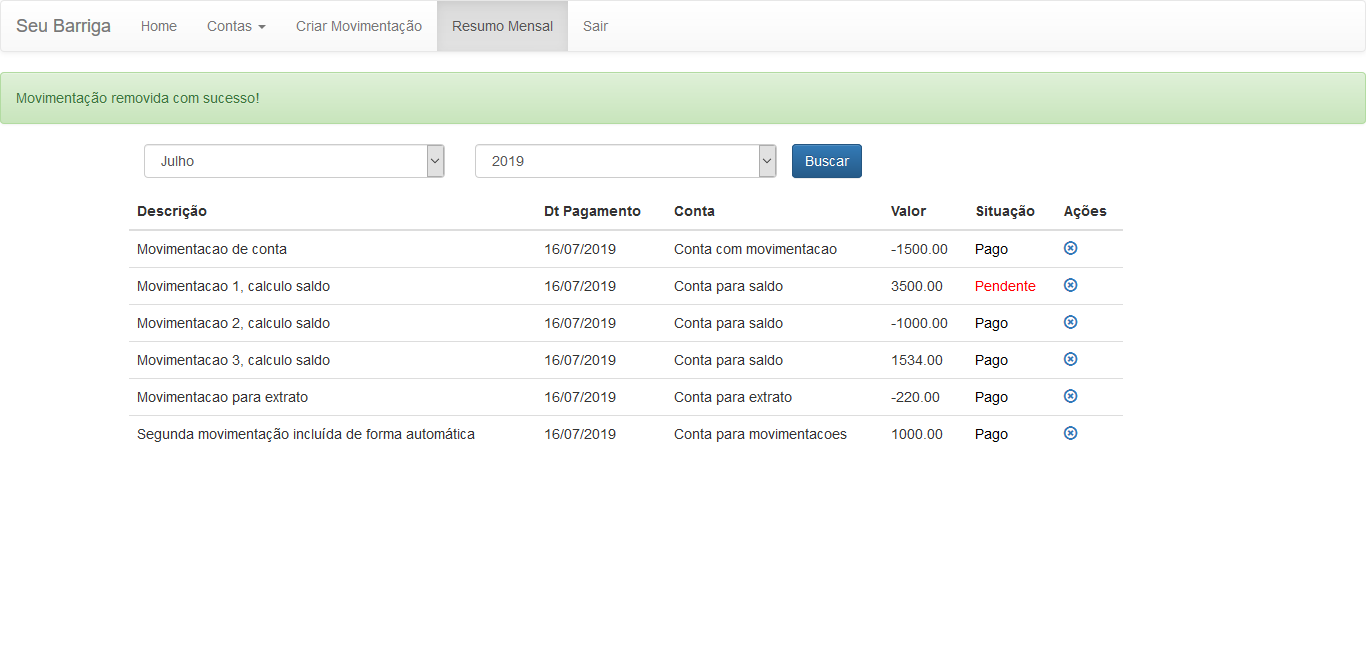 Seu Barriga Home Contas Criar Movimentação Resumo Mensal Sair
Movimentação removida com sucesso!
Julho 2019 Buscar
Descrição Dt Pagamento Conta Valor Situação Ações
Movimentacao de conta 16/07/2019 Conta com movimentacao -1500.00 Pago
Movimentacao 1, calculo saldo 16/07/2019 Conta para saldo 3500.00 Pendente
Movimentacao 2, calculo saldo 16/07/2019 Conta para saldo -1000.00 Pago
Movimentacao 3, calculo saldo 16/07/2019 Conta para saldo 1534.00 Pago
Movimentacao para extrato 16/07/2019 Conta para extrato -220.00 Pago
Segunda movimentação incluída de forma automática 16/07/2019 Conta para movimentacoes 1000.00 Pago